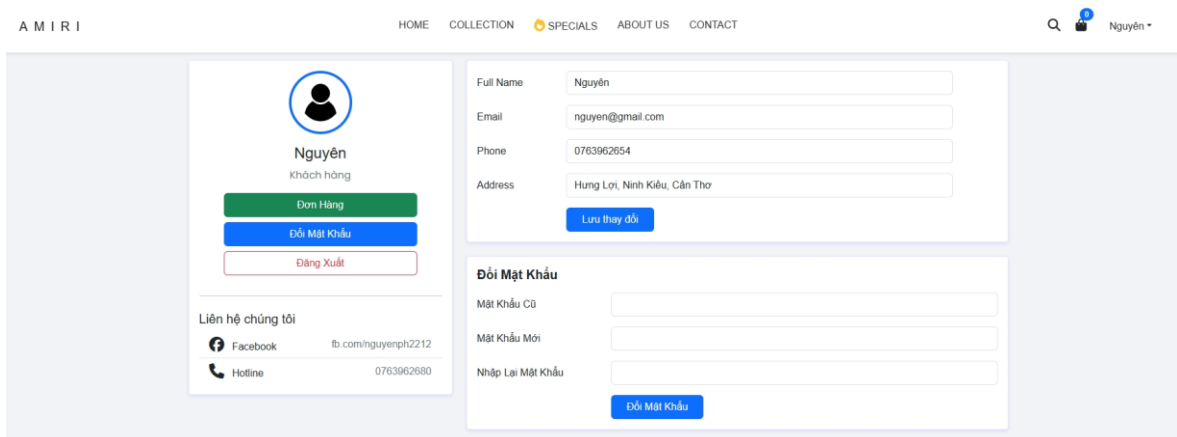 AMIRI HOME COLLECTION SPECIALS ABOUT US CONTACT 0 Nguyên
Nguyên
Khách hàng
Đơn Hàng
Đổi Mật Khẩu
Đăng Xuất
Liên hệ chúng tôi
Facebook fb.com/nguyenph2212
Hotline 0763962680
Full Name Nguyên
Email nguyen@gmail.com
Phone 0763962654
Address Hưng Lợi, Ninh Kiều, Cần Thơ
Lưu thay đổi
Đổi Mật Khẩu
Mật Khẩu Cũ
Mật Khẩu Mới
Nhập Lại Mật Khẩu
Đổi Mật Khẩu